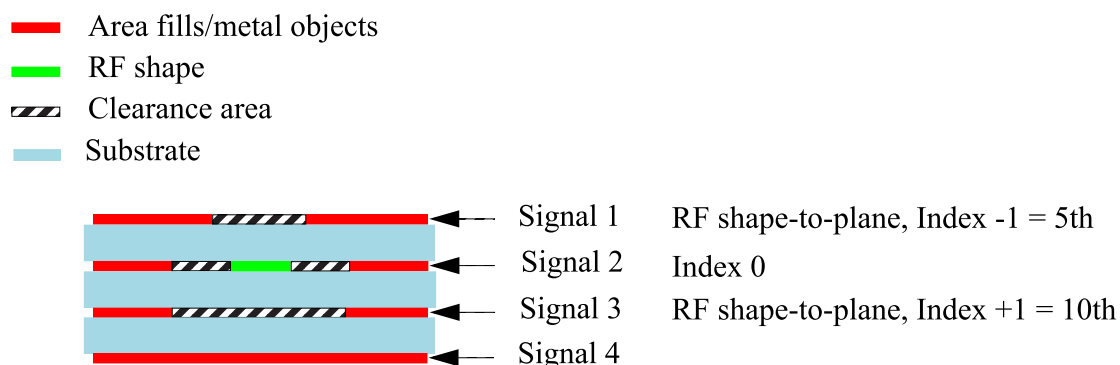 Area fills/metal objects
RF shape
Clearance area
Substrate
Signal 1 RF shape-to-plane, Index -1 = 5th
Signal 2 Index 0
Signal 3 RF shape-to-plane, Index +1 = 10th
Signal 4